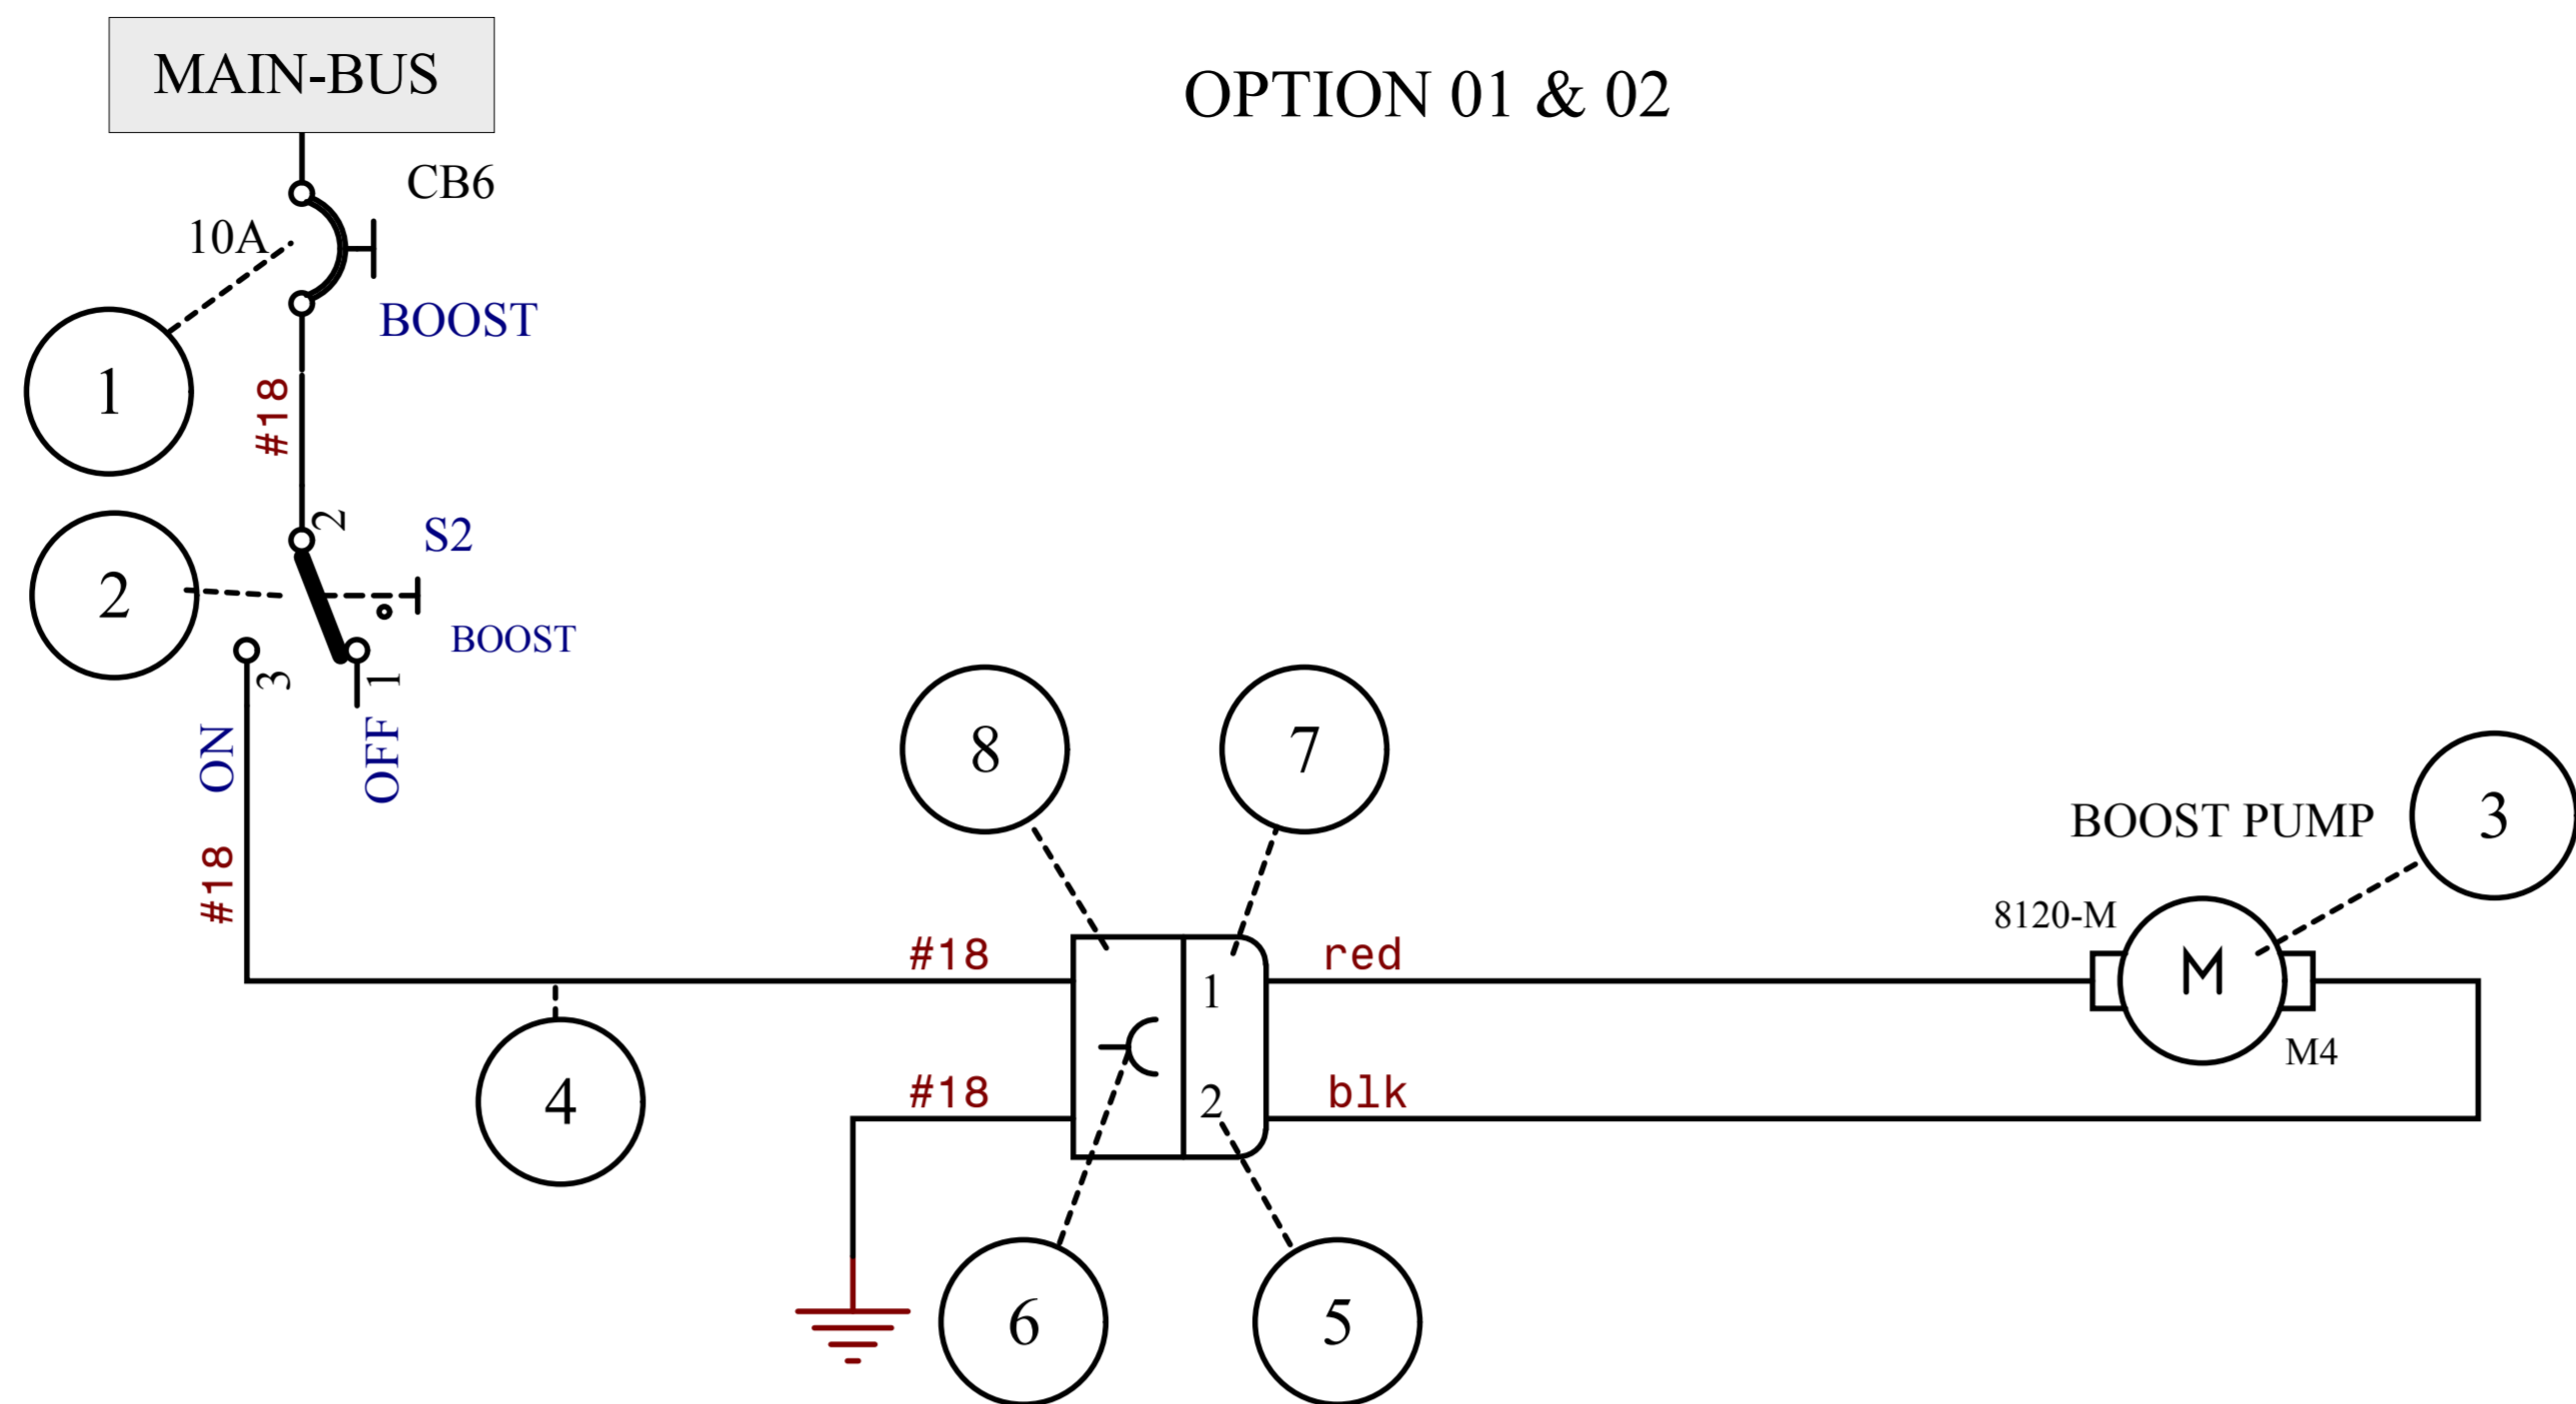 MAIN-BUS
OPTION 01 & 02
CB6
10A
BOOST
1
#18
2
S2
2
BOOST
3
1
ON
OFF
#18
8
7
BOOST PUMP
3
8120-M
M
M4
#18
red
1
4
#18
2
blk
6
5